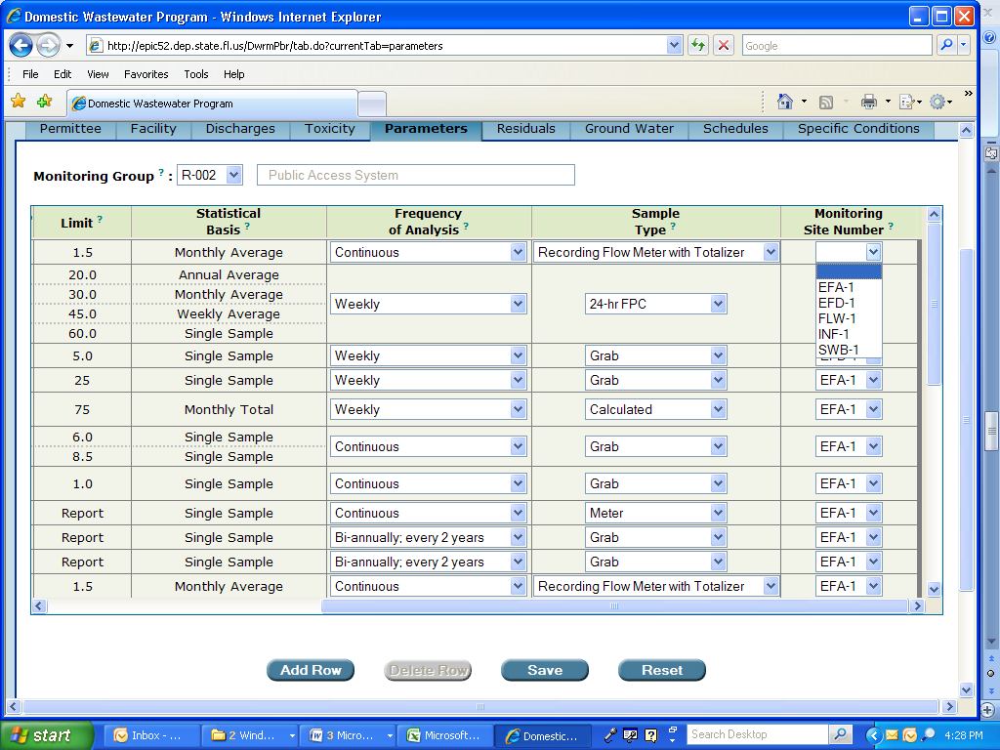 Domestic Wastewater Program - Windows Internet Explorer
http://epic52.dep.state.fl.us/DwrmPbr/tab.do?currentTab=parameters
Google
File Edit View Favorites Tools Help
Domestic Wastewater Program
Permittee Facility Discharges Toxicity Parameters Residuals Ground Water Schedules Specific Conditions
Monitoring Group ? : R-002 Public Access System
Limit ? Statistical Basis ? Frequency of Analysis ? Sample Type ? Monitoring Site Number ?
1.5 Monthly Average Continuous Recording Flow Meter with Totalizer
20.0 Annual Average
EFA-1
30.0 Monthly Average
Weekly 24-hr FPC EFD-1
45.0 Weekly Average
FLW-1
60.0 Single Sample
INF-1
SWB-1
5.0 Single Sample Weekly Grab EFD-1
25 Single Sample Weekly Grab EFA-1
75 Monthly Total Weekly Calculated EFA-1
6.0 Single Sample
Continuous Grab EFA-1
8.5 Single Sample
1.0 Single Sample Continuous Grab EFA-1
Report Single Sample Continuous Meter EFA-1
Report Single Sample Bi-annually; every 2 years Grab EFA-1
Report Single Sample Bi-annually; every 2 years Grab EFA-1
1.5 Monthly Average Continuous Recording Flow Meter with Totalizer EFA-1
Add Row Delete Row Save Reset
start Inbox - ... 2 Wind... 3 Micro... Microsoft... Domestic... Search Desktop 4:28 PM